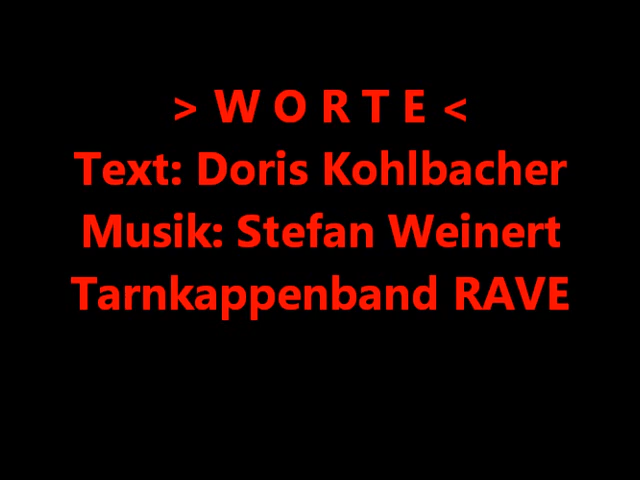 > W O R T E <
Text: Doris Kohlbacher
Musik: Stefan Weinert
Tarnkappenband RAVE